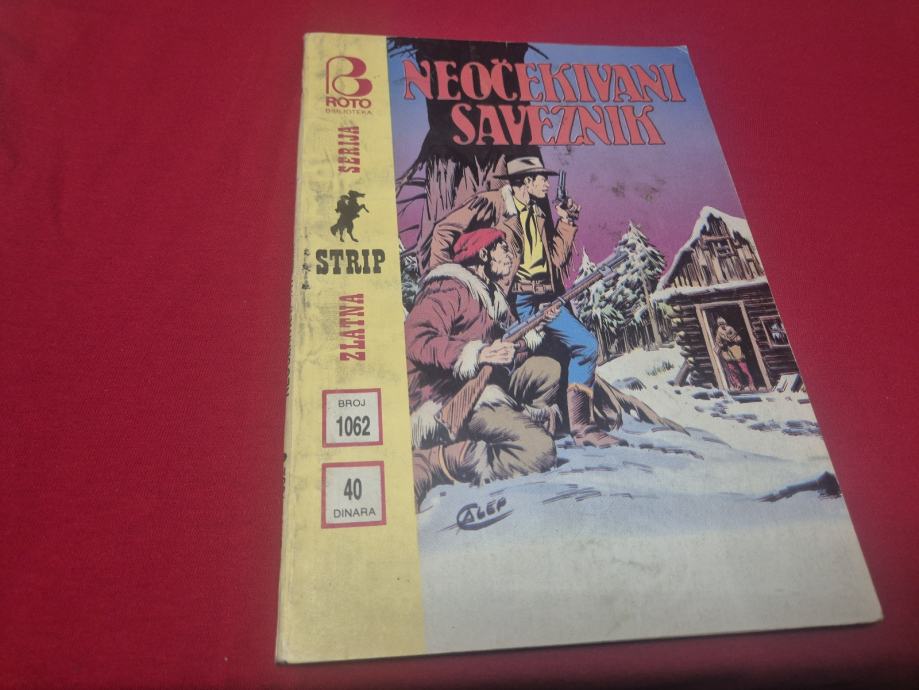 ROTO
BIBLIOTEKA
ZLATNA
STRIP
SERIJA
BROJ
1062
40
DINARA
NEOČEKIVANI
SAVEZNIK
GALEP